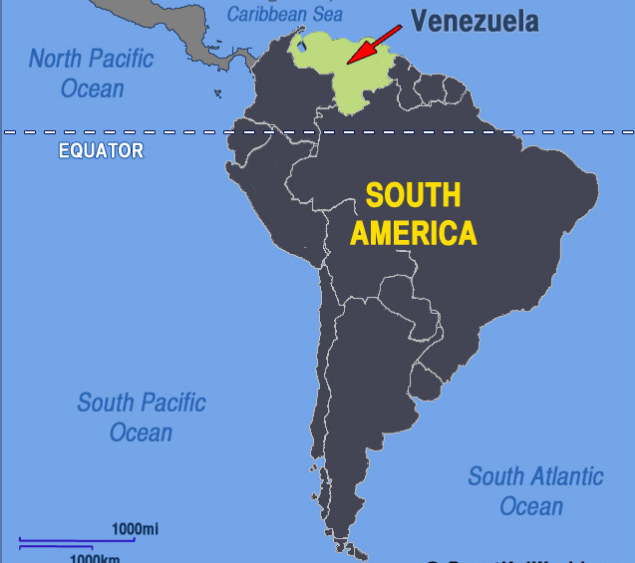 Caribbean Sea
Venezuela
North Pacific
Ocean
EQUATOR
SOUTH
AMERICA
South Pacific
Ocean
South Atlantic
Ocean
1000mi
1000km